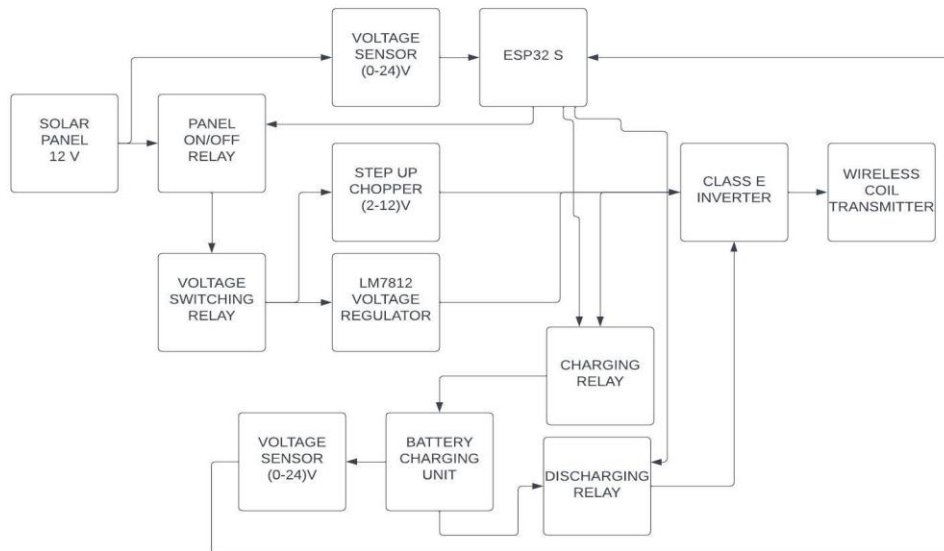 VOLTAGE
SENSOR
(0-24)V
ESP32 S
SOLAR
PANEL
12 V
PANEL
ON/OFF
RELAY
STEP UP
CHOPPER
(2-12)V
CLASS E
INVERTER
WIRELESS
COIL
TRANSMITTER
VOLTAGE
SWITCHING
RELAY
LM7812
VOLTAGE
REGULATOR
CHARGING
RELAY
VOLTAGE
SENSOR
(0-24)V
BATTERY
CHARGING
UNIT
DISCHARGING
RELAY